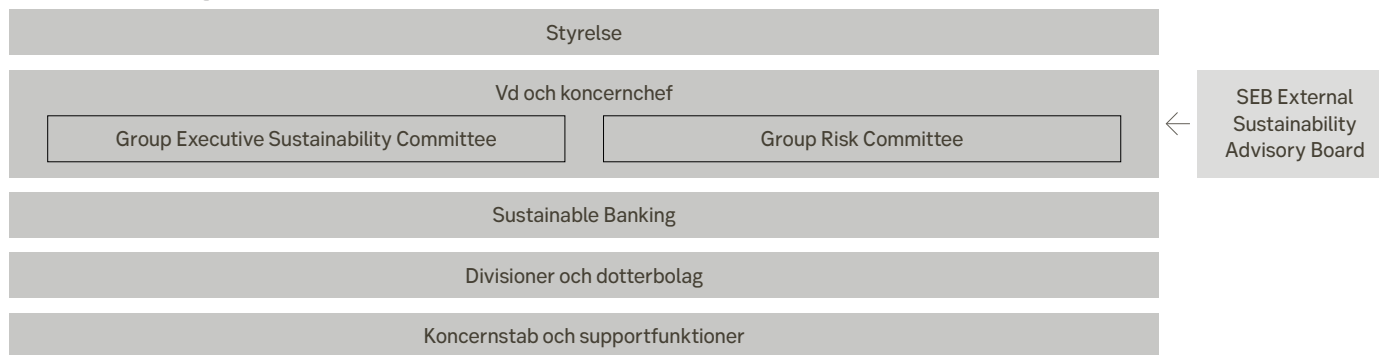 Styrelse
Vd och koncernchef
Group Executive Sustainability Committee
Group Risk Committee
SEB External
Sustainability
Advisory Board
Sustainable Banking
Divisioner och dotterbolag
Koncernstab och supportfunktioner